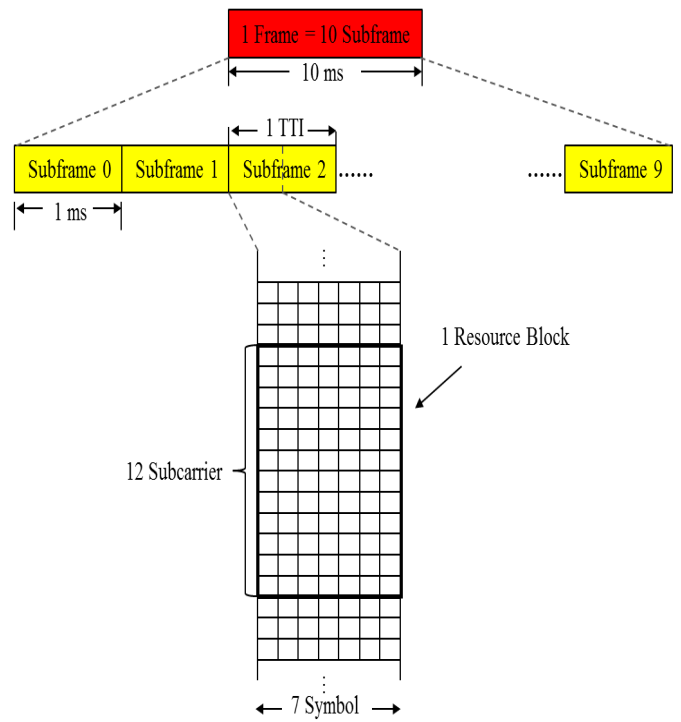 1 Frame = 10 Subframe
10 ms
1 TTI
Subframe 0
Subframe 1
Subframe 2
......
......
Subframe 9
1 ms
1 Resource Block
12 Subcarrier
7 Symbol